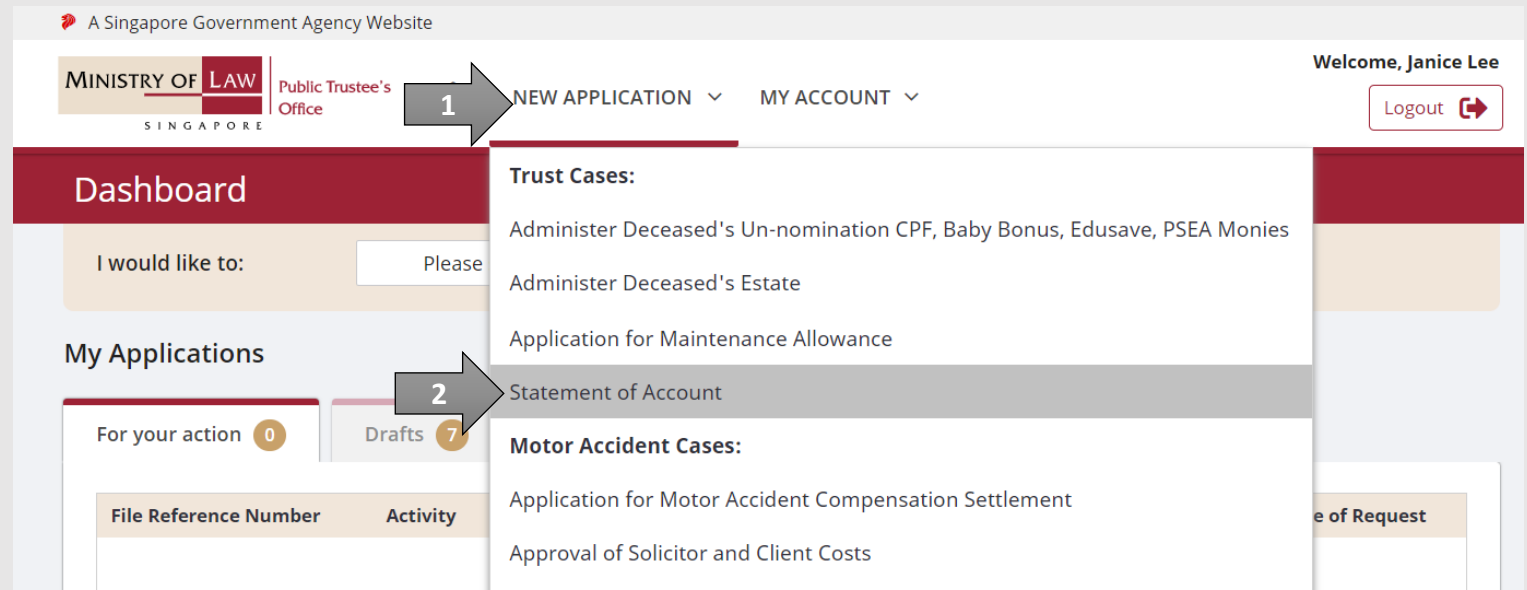 A Singapore Government Agency Website
Welcome, Janice Lee
MINISTRY OF LAW
SINGAPORE
Public Trustee's
Office
1
NEW APPLICATION
MY ACCOUNT
Logout
Dashboard
Trust Cases:
Administer Deceased's Un-nomination CPF, Baby Bonus, Edusave, PSEA Monies
I would like to:
Please
Administer Deceased's Estate
Application for Maintenance Allowance
My Applications
2
Statement of Account
For your action 0
Drafts 7
Motor Accident Cases:
Application for Motor Accident Compensation Settlement
File Reference Number
Activity
e of Request
Approval of Solicitor and Client Costs